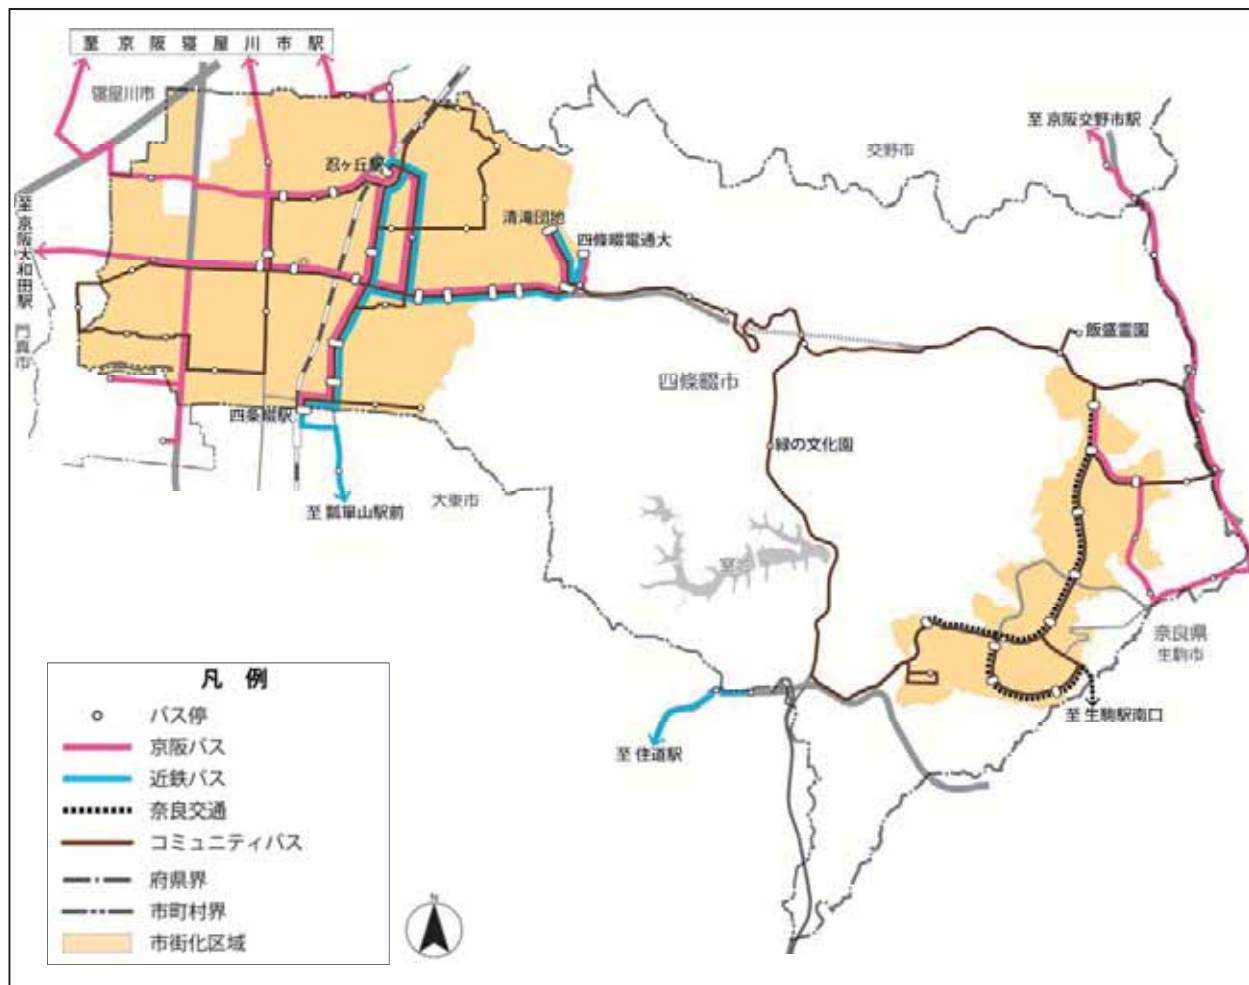 至 京 阪 寝 屋 川 市 駅
寝屋川市
至 京阪交野市駅
交野市
忍ヶ丘駅
至京阪大和田駅
清滝団地
四條畷電通大
門真市
飯盛霊園
四條畷市
四条畷駅
緑の文化園
大東市
至 瓢箪山駅前
奈良県
生駒市
至 生駒駅南口
至 住道駅
凡 例
バス停
京阪バス
近鉄バス
奈良交通
コミュニティバス
府県界
市町村界
市街化区域
N